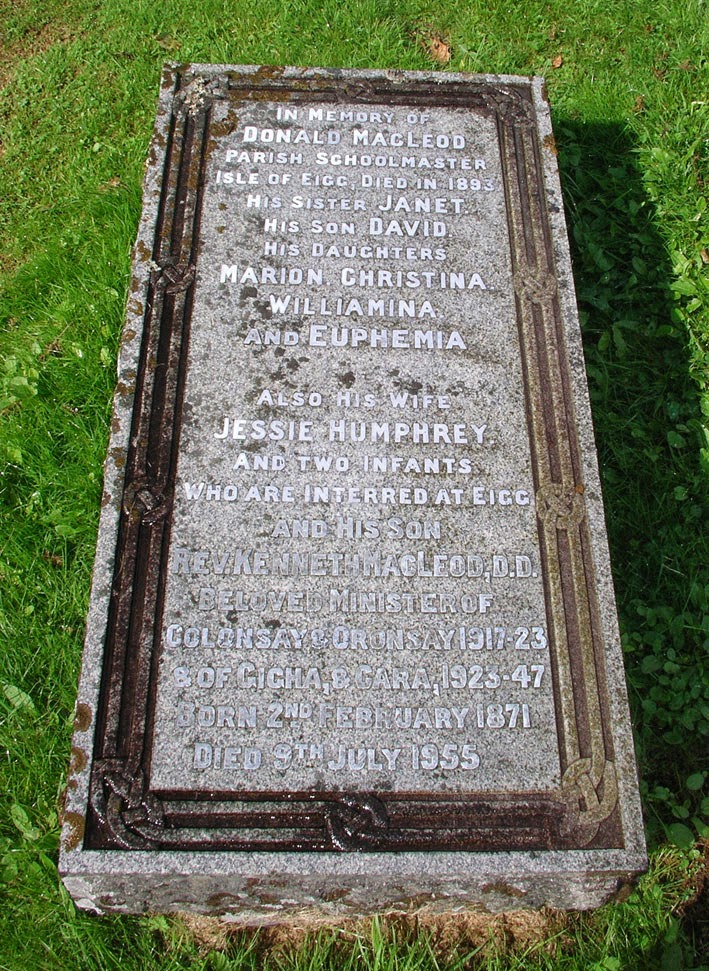 In Memory of
Donald MacLeod
Parish Schoolmaster
Isle of Eigg, Died in 1893
His Sister Janet.
His Son David
His Daughters
Marion, Christina,
Williamina,
and Euphemia
Also His Wife
Jessie Humphrey,
and two Infants
Who are Interred at Eigg
and His Son
Rev. Kenneth MacLeod, D.D.
Beloved Minister of
Colonsay & Oronsay 1917-23
& of Gigha, & Cara, 1923-47
Born 2nd February 1871
Died 9th July 1955